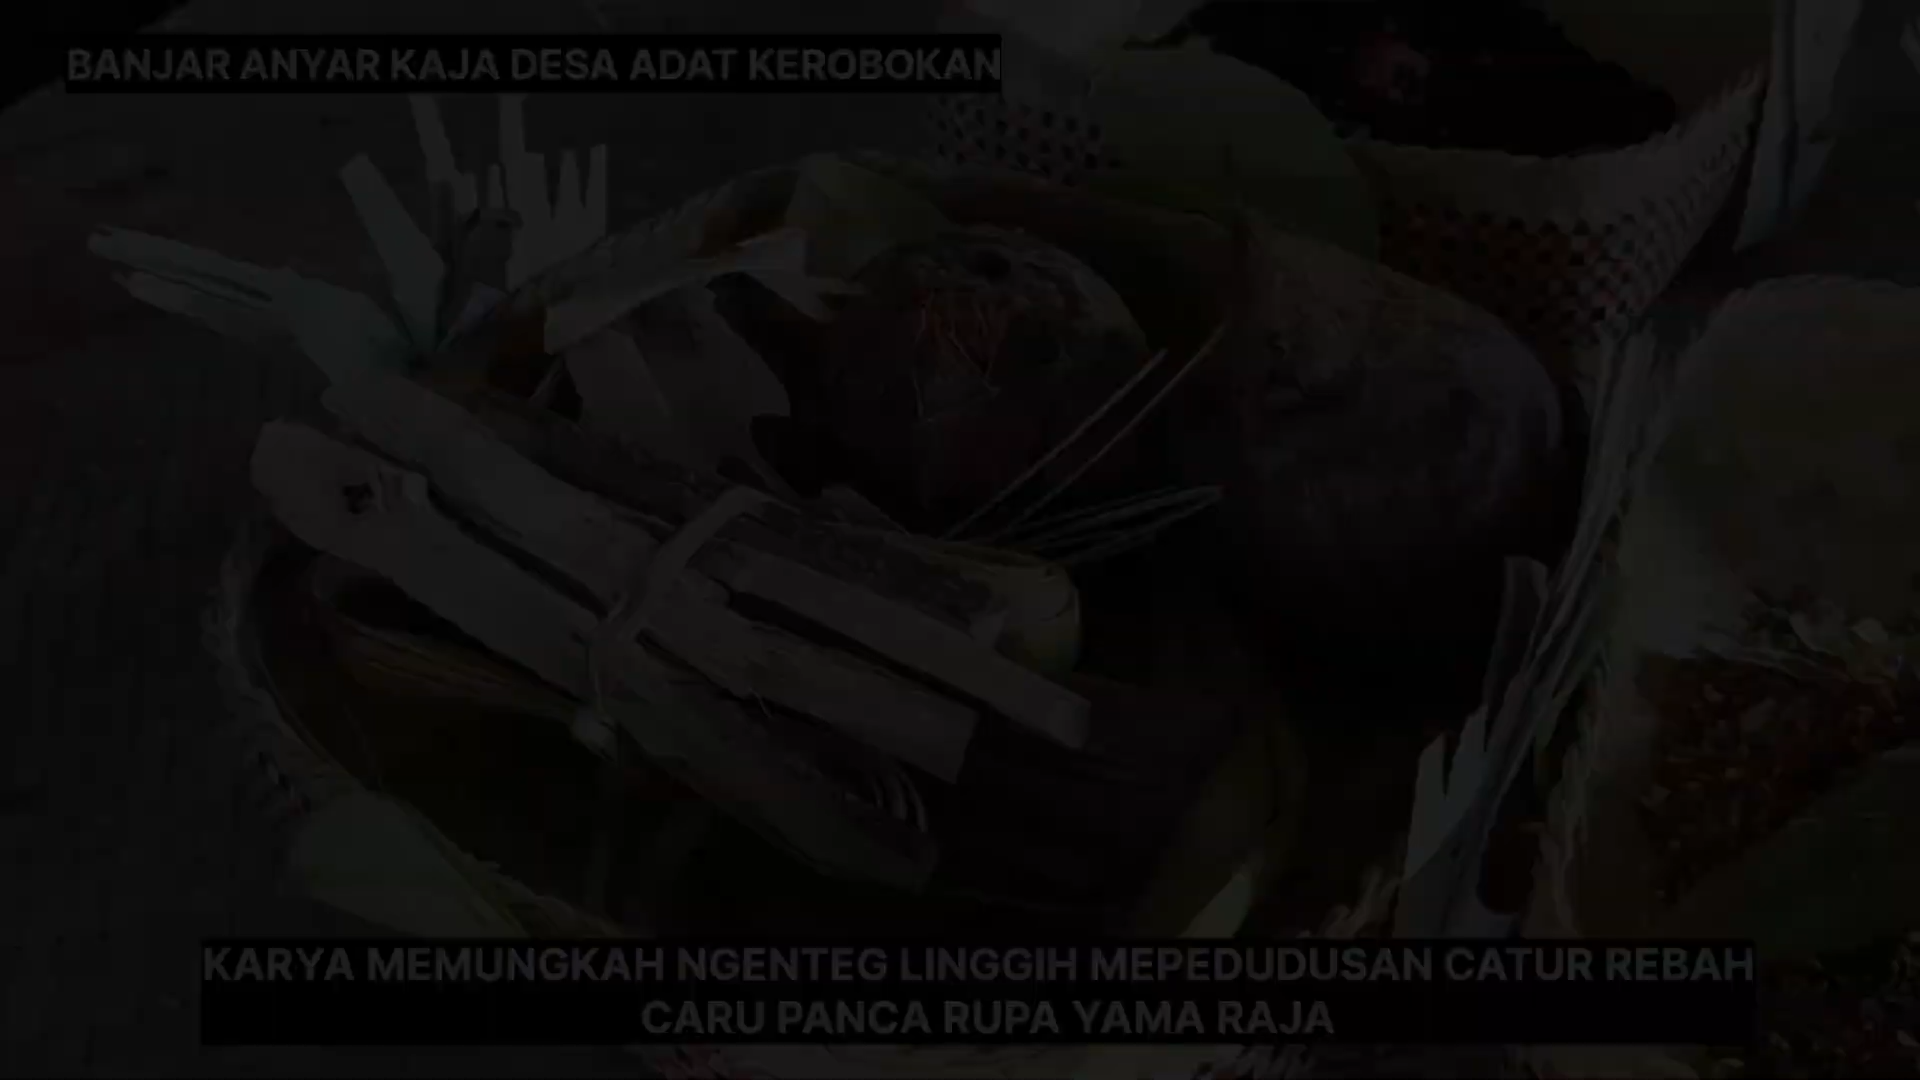 BANJAR ANYAR KAJA DESA ADAT KEROBOKAN
KARYA MEMUNGKAH NGENTEG LINGGIH MEPEDUDUSAN CATUR REBAH
CARU PANCA RUPA YAMA RAJA